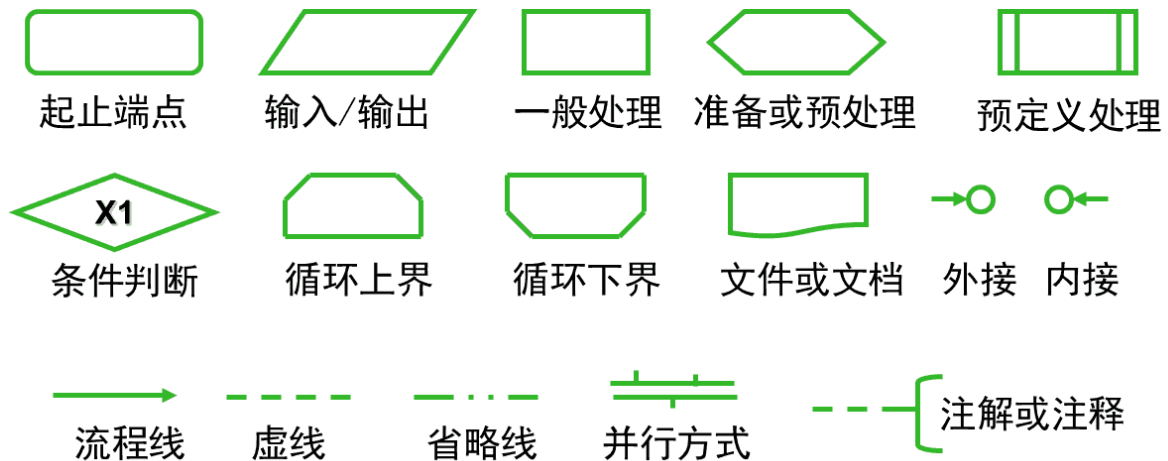 起止端点 输入/输出 一般处理 准备或预处理 预定义处理
X1
条件判断 循环上界 循环下界 文件或文档 外接 内接
流程线 虚线 省略线 并行方式 注解或注释